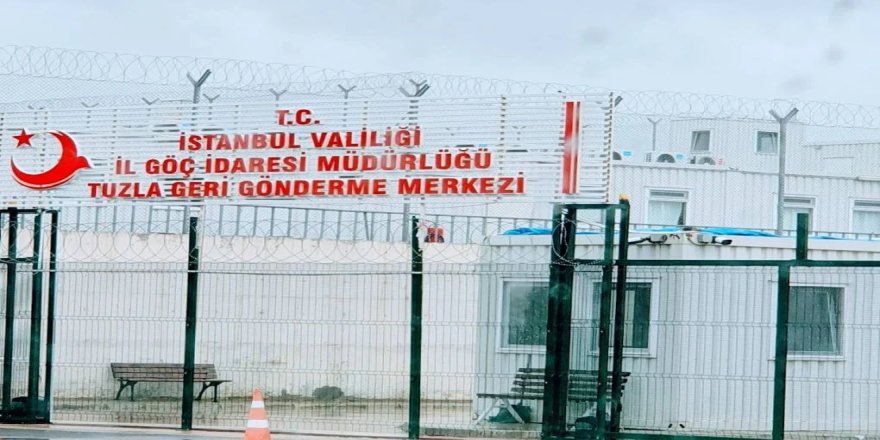 T.C.
İSTANBUL VALİLİĞİ
İL GÖÇ İDARESİ MÜDÜRLÜĞÜ
TUZLA GERİ GÖNDERME MERKEZİ